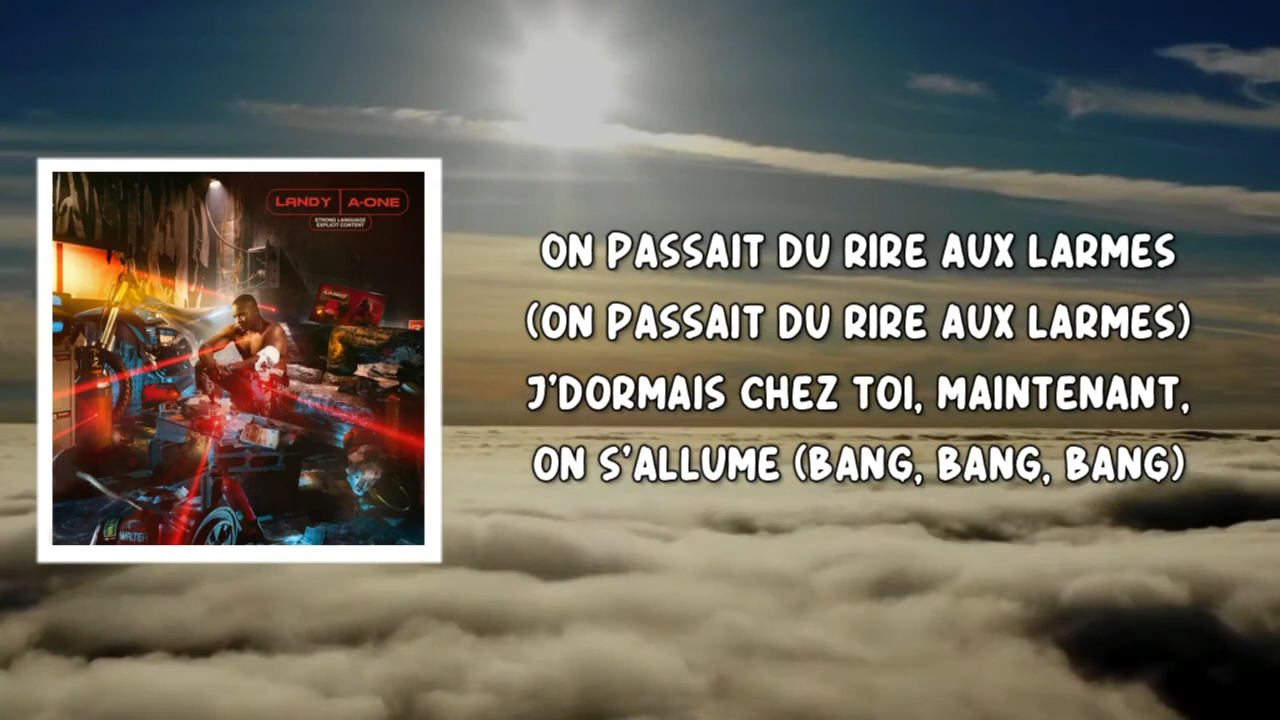 LANDY A-ONE
STRONG LANGUAGE
EXPLICIT CONTENT
LANDY
ON PASSAIT DU RIRE AUX LARMES
(ON PASSAIT DU RIRE AUX LARMES)
J'DORMAIS CHEZ TOI, MAINTENANT,
ON S'ALLUME (BANG, BANG, BANG)